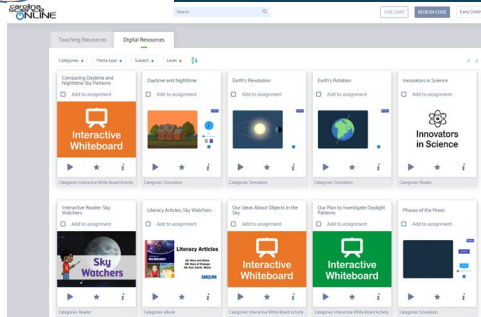 Carolina
Science
ONLINE
Search
LIVE CHAT
REDEEM CODE
Early Childh
Teaching Resources
Digital Resources
Categories
Media type
Subject
Level
Comparing Daytime and
Nighttime Sky Patterns
Add to assignment
Interactive
Whiteboard
Categories: Interactive White Board Activity
Daytime and Nighttime
Add to assignment
Categories: Simulation
Earth's Revolution
Add to assignment
Categories: Simulation
Earth's Rotation
Add to assignment
Categories: Simulation
Innovators in Science
Add to assignment
Innovators
in Science
Categories: Reader
Interactive Reader: Sky
Watchers
Add to assignment
Sky
Watchers
Categories: Reader
Literacy Articles, Sky Watchers
Add to assignment
Literacy Articles
Categories: eBook
Our Ideas About Objects in the
Sky
Add to assignment
Interactive
Whiteboard
Categories: Interactive White Board Activity
Our Plan to Investigate Daylight
Patterns
Add to assignment
Interactive
Whiteboard
Categories: Interactive White Board Activity
Phases of the Moon
Add to assignment
Categories: Simulation